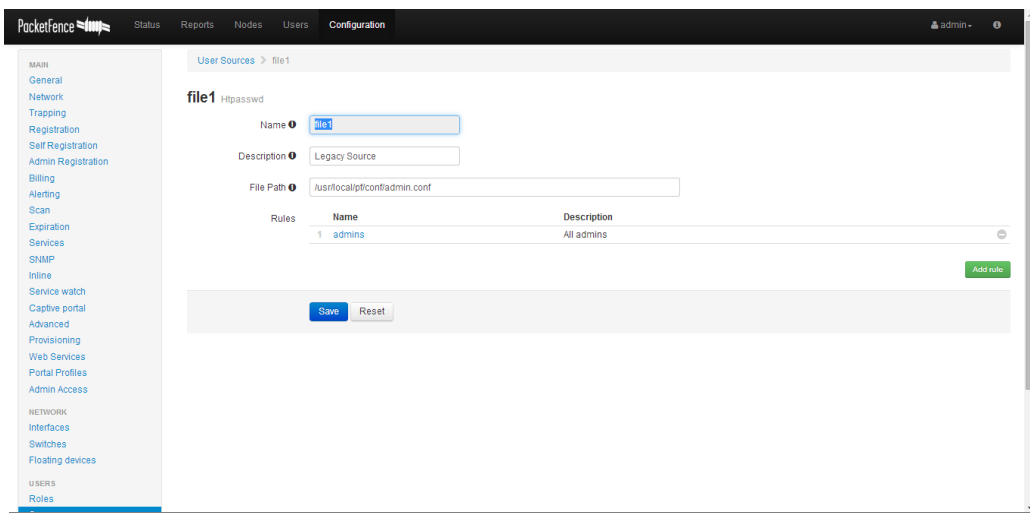 PacketFence Status Reports Nodes Users Configuration admin
User Sources > file1
MAIN
General
Network
Trapping
Registration
Self Registration
Admin Registration
Billing
Alerting
Scan
Expiration
Services
SNMP
Inline
Service watch
Captive portal
Advanced
Provisioning
Web Services
Portal Profiles
Admin Access
NETWORK
Interfaces
Switches
Floating devices
USERS
Roles
file1 Htpasswd
Name file1
Description Legacy Source
File Path /usr/local/pf/conf/admin.conf
Rules Name Description
1 admins All admins
Add rule
Save Reset